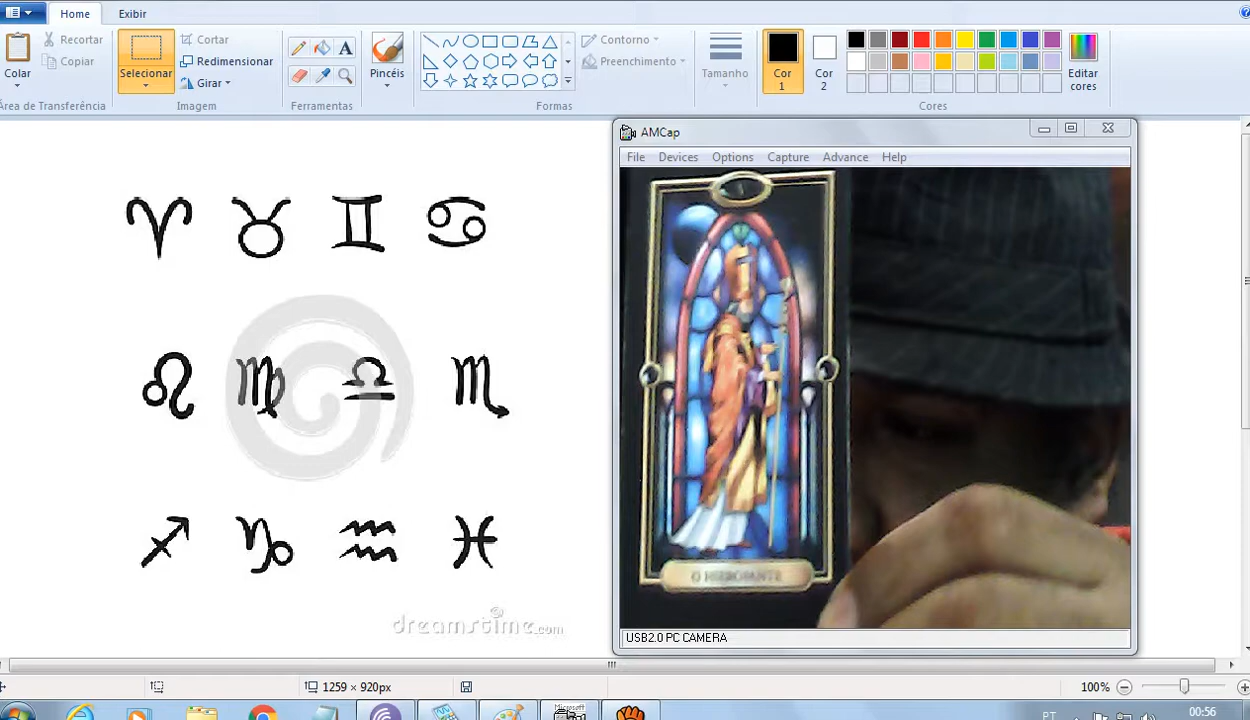 Home Exibir
Colar
Recortar
Copiar
Área de Transferência
Selecionar
Cortar
Redimensionar
Girar
Imagem
Ferramentas
Pincéis
Contorno
Preenchimento
Formas
Tamanho
Cor
1
Cor
2
Editar
cores
Cores
AMCap
File Devices Options Capture Advance Help
O HIEROFANTE
USB2.0 PC CAMERA
dreamstime.com
1259 × 920px
100%
PT
00:56